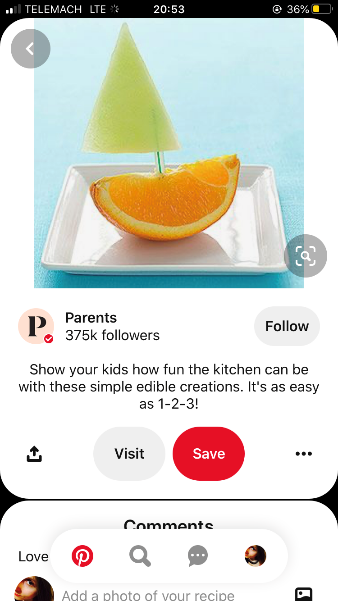 TELEMACH LTE 20:53 36%
P Parents
375k followers
Follow
Show your kids how fun the kitchen can be
with these simple edible creations. It's as easy
as 1-2-3!
Visit
Save
Comments
Love
Add a photo of your recipe